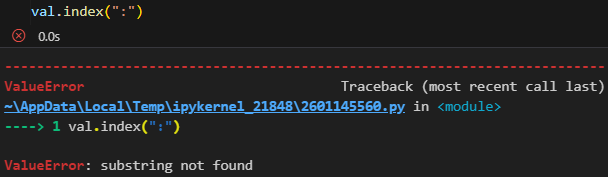 val.index(":")
0.0s
---------------------------------------------------------------------------
ValueError                                Traceback (most recent call last)
~\AppData\Local\Temp\ipykernel_21848\2601145560.py in <module>
----> 1 val.index(":")
ValueError: substring not found